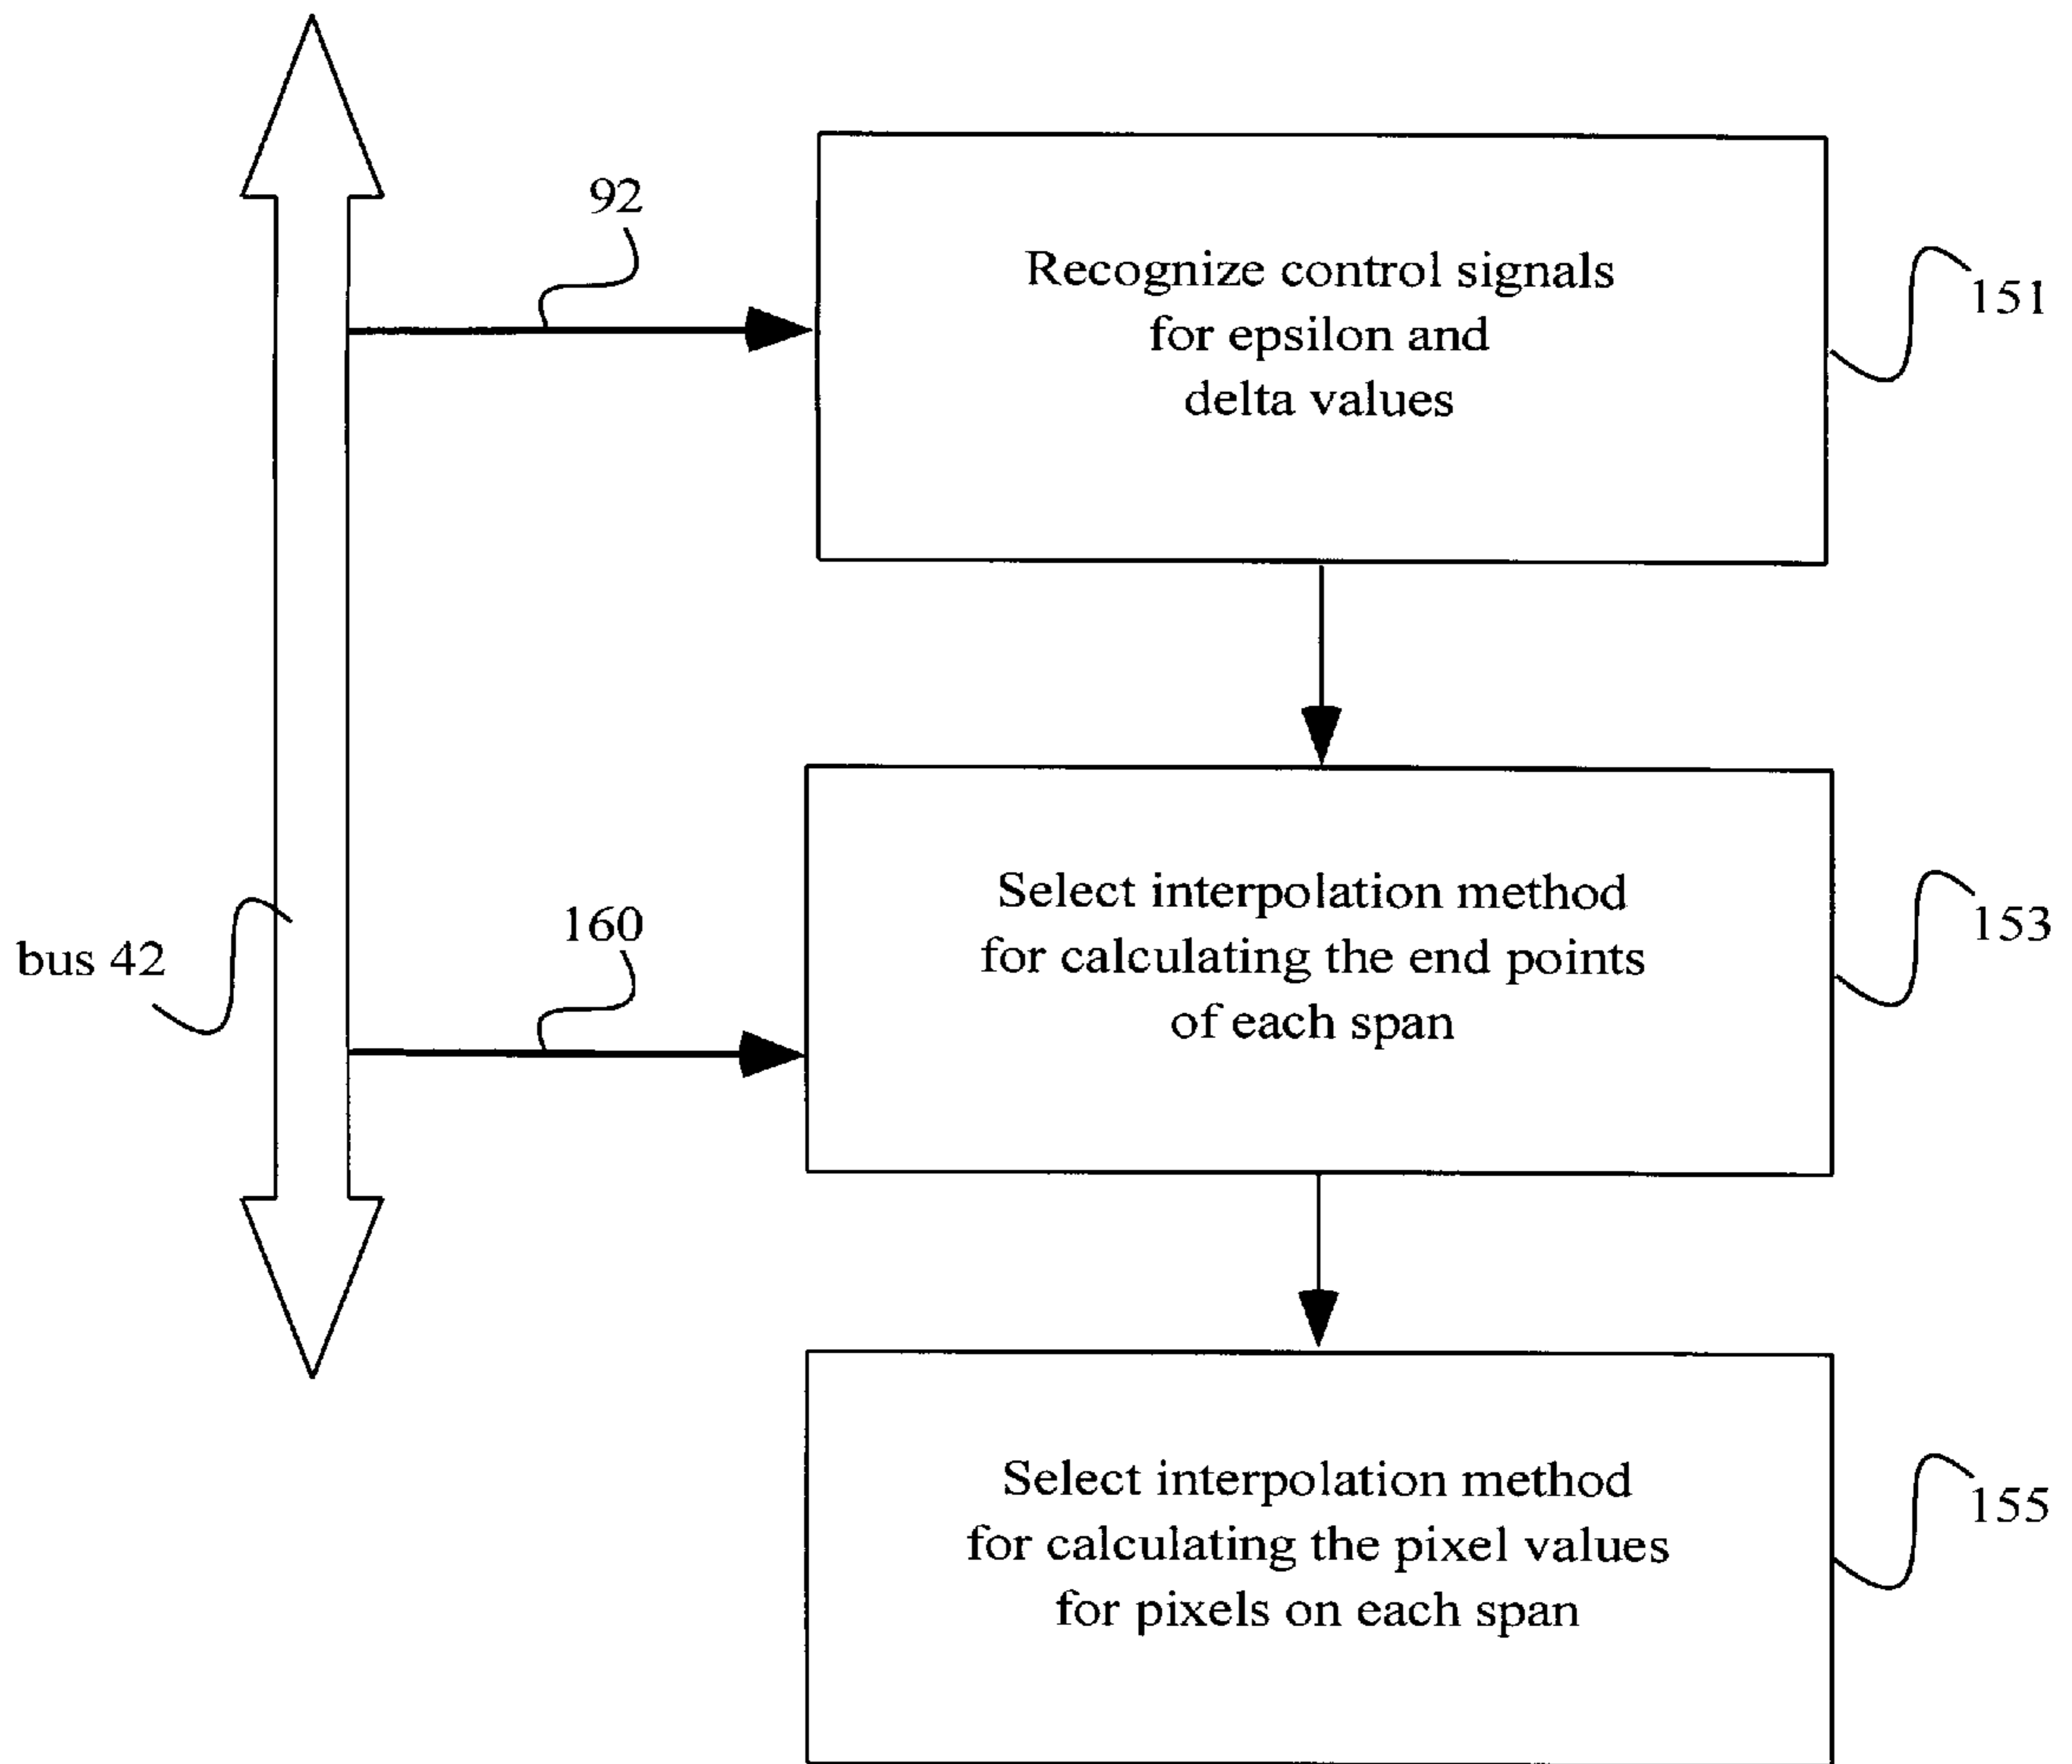 92
Recognize control signals
for epsilon and
delta values
151
160
bus 42
Select interpolation method
for calculating the end points
of each span
153
Select interpolation method
for calculating the pixel values
for pixels on each span
155